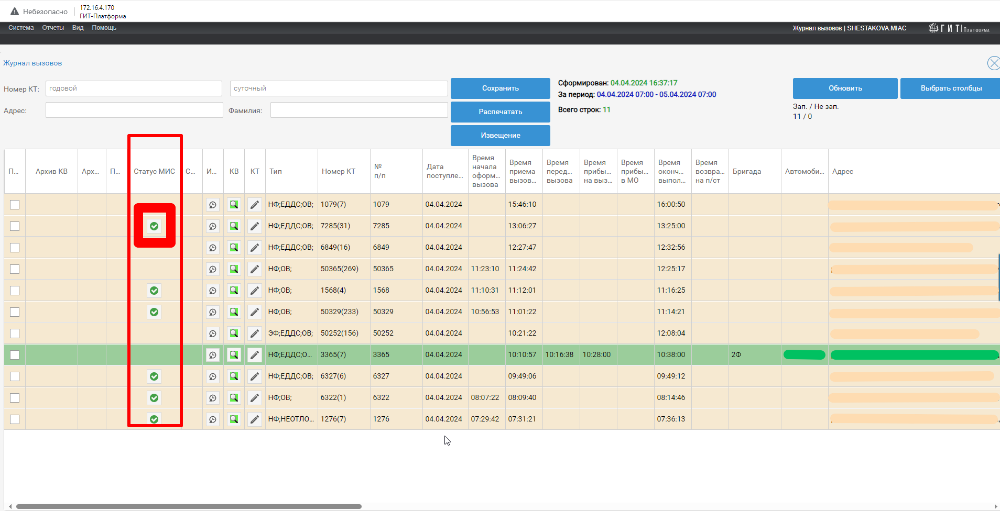 Небезопасно
172.16.4.170
ГИТ-Платформа
Система Отчеты Вид Помощь
Журнал вызовов | SHESTAKOVA.MIAC
ГИТ Платформа
Журнал вызовов
Номер КТ: годовой суточный
Сохранить
Сформирован: 04.04.2024 16:37:17
Обновить
Выбрать столбцы
За период: 04.04.2024 07:00 - 05.04.2024 07:00
Адрес: Фамилия:
Распечатать
Всего строк: 11
Зап. / Не зап.
11 / 0
Извещение
П... Архив КВ Арх... П... Статус МИС С... И... КВ КТ Тип Номер КТ № п/п Дата поступле... Время начала оформ... вызова Время приема вызов... Время перед... вызова Время прибы... на выз... Время прибы... в МО Время оконч... выпол... Время возвра... на п/ст Бригада Автомоби... Адрес
НФ;ЕДДС;ОВ; 1079(7) 1079 04.04.2024 15:46:10 16:00:50
НФ;ЕДДС;ОВ; 7285(31) 7285 04.04.2024 13:06:27 13:25:00
НФ;ЕДДС;ОВ; 6849(16) 6849 04.04.2024 12:27:47 12:32:56
НФ;ОВ; 50365(269) 50365 04.04.2024 11:23:10 11:24:42 12:25:17
НФ;ОВ; 1568(4) 1568 04.04.2024 11:10:31 11:12:01 11:16:25
НФ;ОВ; 50329(233) 50329 04.04.2024 10:56:53 11:01:22 11:14:21
ЭФ;ЕДДС;ОВ; 50252(156) 50252 04.04.2024 10:21:22 12:08:04
НФ;ЕДДС;О... 3365(7) 3365 04.04.2024 10:10:57 10:16:38 10:28:00 10:38:00 2Ф
НФ;ЕДДС;ОВ; 6327(6) 6327 04.04.2024 09:49:06 09:49:12
НФ;ОВ; 6322(1) 6322 04.04.2024 08:07:22 08:09:40 08:14:46
НФ;НЕОТЛО... 1276(7) 1276 04.04.2024 07:29:42 07:31:21 07:36:13